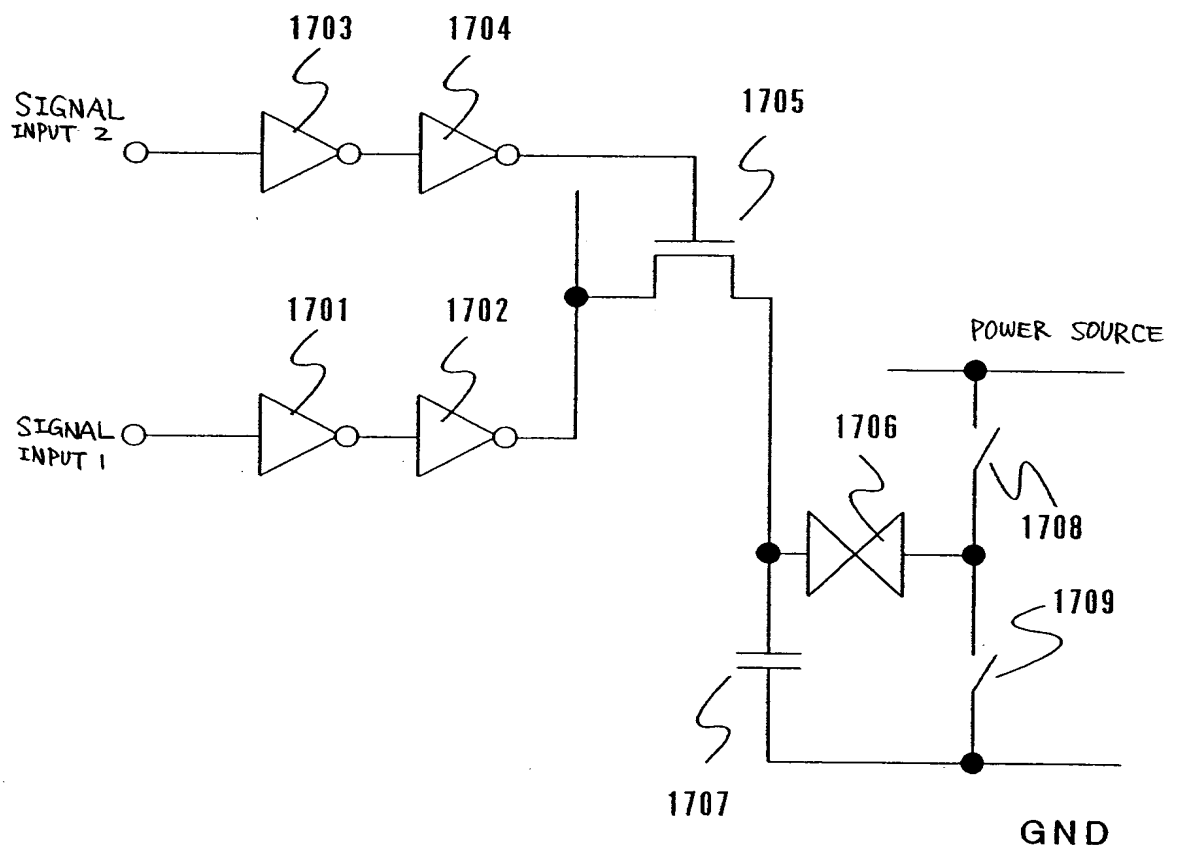 1703
1704
SIGNAL
INPUT 2
1705
1701
1702
POWER SOURCE
SIGNAL
INPUT 1
1706
1708
1709
1707
GND